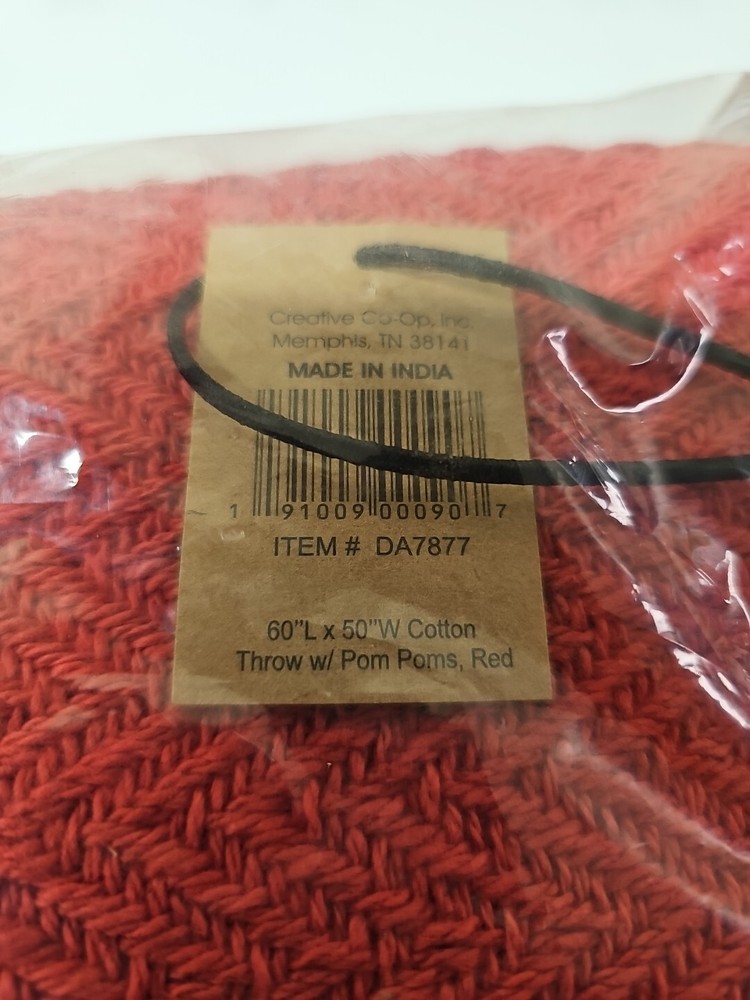 Creative Co-Op, Inc.
Memphis, TN 38141
MADE IN INDIA
1 91009 00090 7
ITEM # DA7877
60"L x 50"W Cotton
Throw w/ Pom Poms, Red